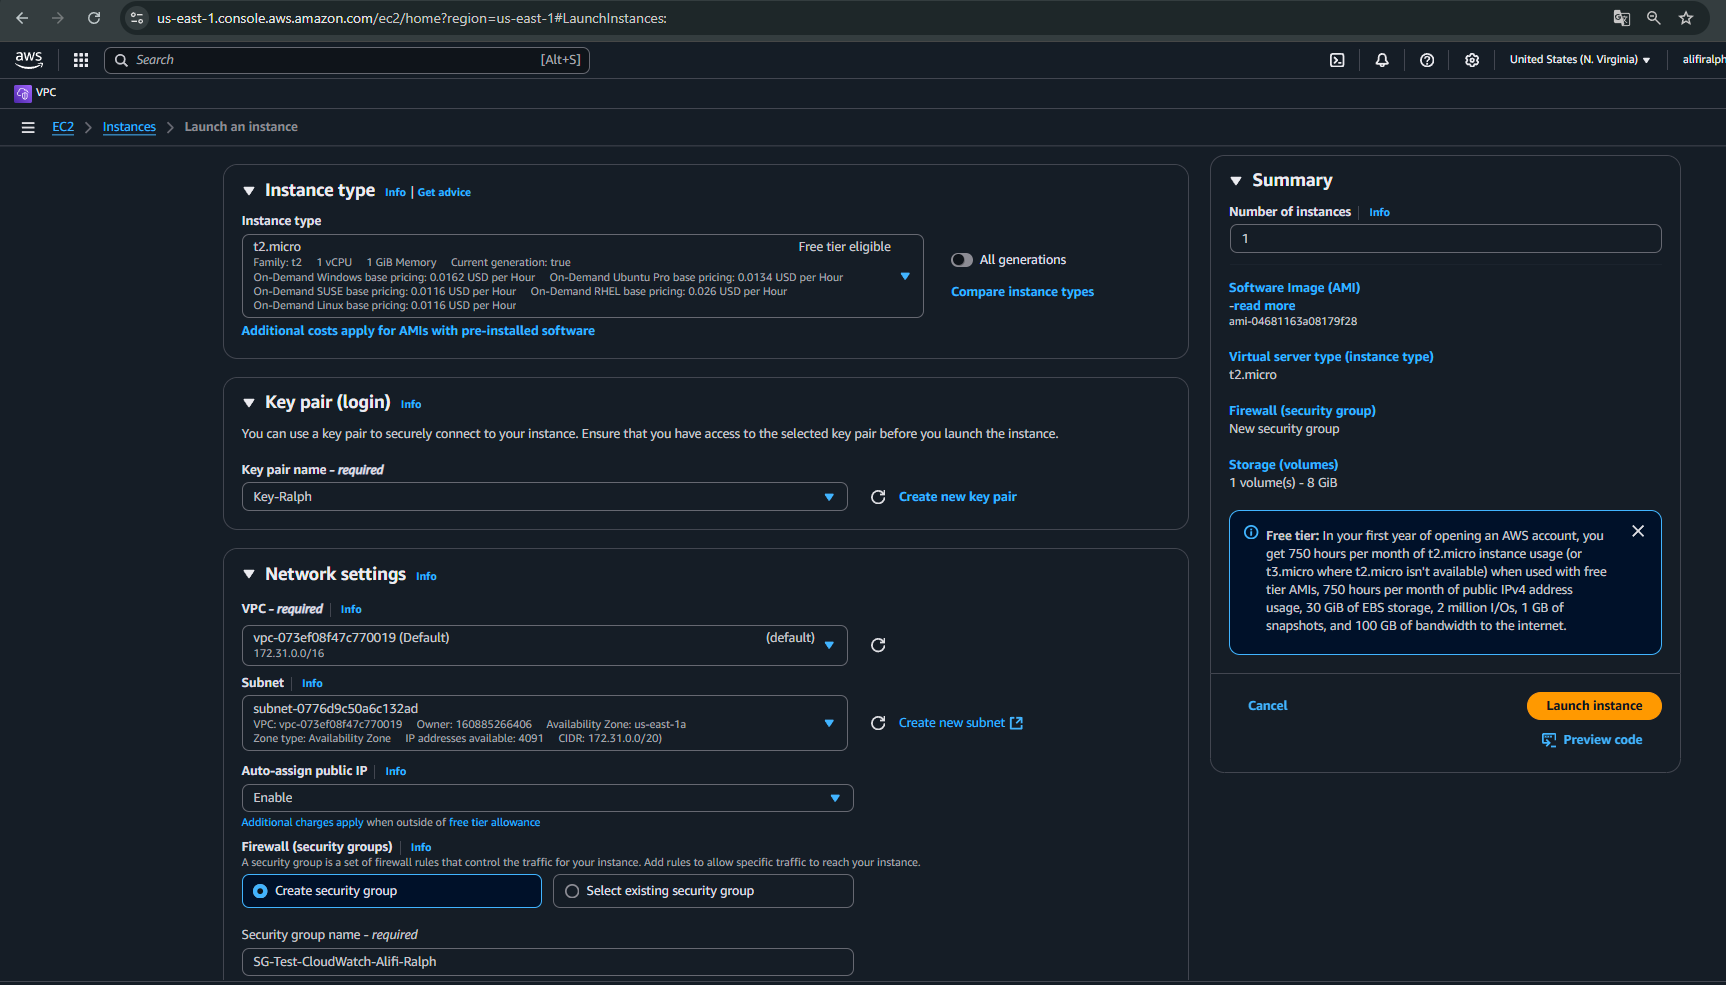 us-east-1.console.aws.amazon.com/ec2/home?region=us-east-1#LaunchInstances:
aws
Search
[Alt+S]
United States (N. Virginia)
alifiralph
VPC
EC2
Instances
Launch an instance
Instance type
Info
Get advice
Instance type
t2.micro
Free tier eligible
Family: t2 1 vCPU 1 GiB Memory Current generation: true
On-Demand Windows base pricing: 0.0162 USD per Hour On-Demand Ubuntu Pro base pricing: 0.0134 USD per Hour
On-Demand SUSE base pricing: 0.0116 USD per Hour On-Demand RHEL base pricing: 0.026 USD per Hour
On-Demand Linux base pricing: 0.0116 USD per Hour
All generations
Compare instance types
Additional costs apply for AMIs with pre-installed software
Key pair (login)
Info
You can use a key pair to securely connect to your instance. Ensure that you have access to the selected key pair before you launch the instance.
Key pair name - required
Key-Ralph
Create new key pair
Network settings
Info
VPC - required
Info
vpc-073ef08f47c770019 (Default)
(default)
172.31.0.0/16
Subnet
Info
subnet-0776d9c50a6c132ad
VPC: vpc-073ef08f47c770019 Owner: 160885266406 Availability Zone: us-east-1a
Zone type: Availability Zone IP addresses available: 4091 CIDR: 172.31.0.0/20)
Create new subnet
Auto-assign public IP
Info
Enable
Additional charges apply when outside of free tier allowance
Firewall (security groups)
Info
A security group is a set of firewall rules that control the traffic for your instance. Add rules to allow specific traffic to reach your instance.
Create security group
Select existing security group
Security group name - required
SG-Test-CloudWatch-Alifi-Ralph
Summary
Number of instances
Info
1
Software Image (AMI)
-read more
ami-04681163a08179f28
Virtual server type (instance type)
t2.micro
Firewall (security group)
New security group
Storage (volumes)
1 volume(s) - 8 GiB
Free tier: In your first year of opening an AWS account, you
get 750 hours per month of t2.micro instance usage (or
t3.micro where t2.micro isn't available) when used with free
tier AMIs, 750 hours per month of public IPv4 address
usage, 30 GiB of EBS storage, 2 million I/Os, 1 GB of
snapshots, and 100 GB of bandwidth to the internet.
Cancel
Launch instance
Preview code